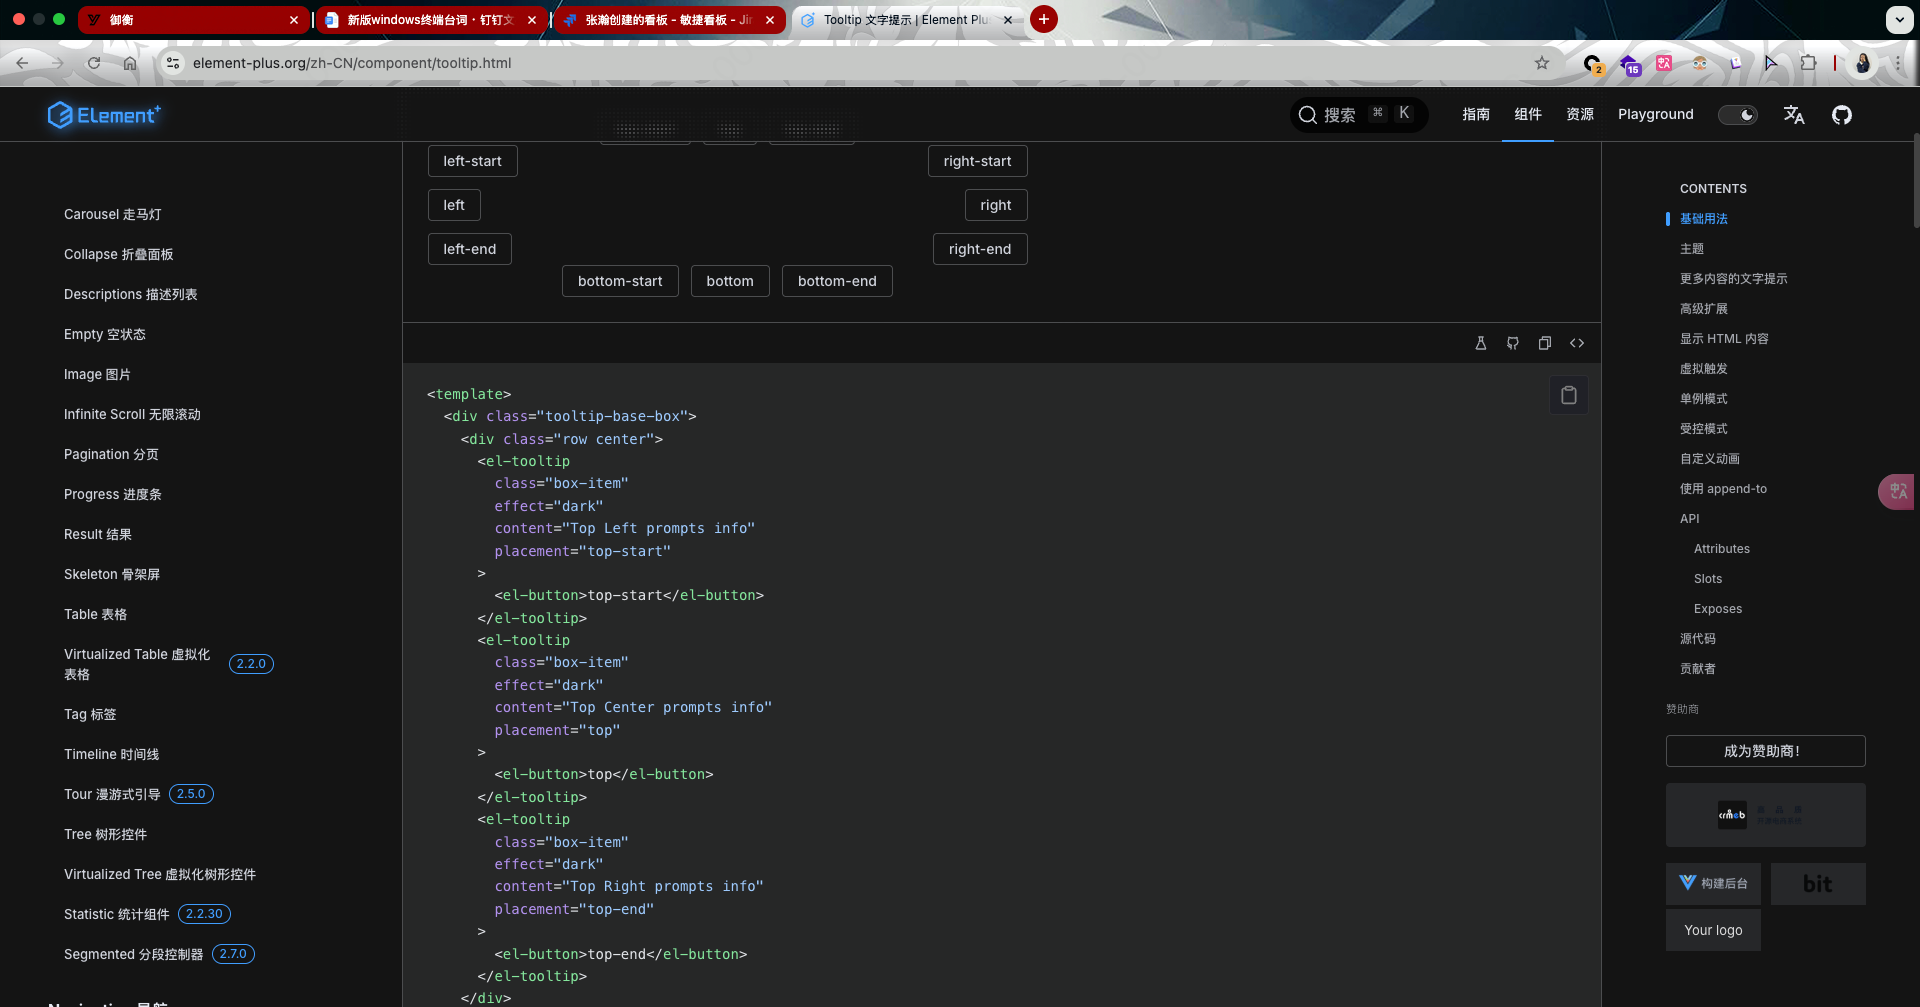 御衡
新版windows终端台词 · 钉钉文
张瀚创建的看板 - 敏捷看板 - Jir
Tooltip 文字提示 | Element Plu
element-plus.org/zh-CN/component/tooltip.html
2
15
Element+
搜索 ⌘ K
指南
组件
资源
Playground
Carousel 走马灯
Collapse 折叠面板
Descriptions 描述列表
Empty 空状态
Image 图片
Infinite Scroll 无限滚动
Pagination 分页
Progress 进度条
Result 结果
Skeleton 骨架屏
Table 表格
Virtualized Table 虚拟化
表格
2.2.0
Tag 标签
Timeline 时间线
Tour 漫游式引导 2.5.0
Tree 树形控件
Virtualized Tree 虚拟化树形控件
Statistic 统计组件 2.2.30
Segmented 分段控制器 2.7.0
left-start
right-start
left
right
left-end
right-end
bottom-start
bottom
bottom-end
<template>
<div class="tooltip-base-box">
<div class="row center">
<el-tooltip
class="box-item"
effect="dark"
content="Top Left prompts info"
placement="top-start"
>
<el-button>top-start</el-button>
</el-tooltip>
<el-tooltip
class="box-item"
effect="dark"
content="Top Center prompts info"
placement="top"
>
<el-button>top</el-button>
</el-tooltip>
<el-tooltip
class="box-item"
effect="dark"
content="Top Right prompts info"
placement="top-end"
>
<el-button>top-end</el-button>
</el-tooltip>
</div>
CONTENTS
基础用法
主题
更多内容的文字提示
高级扩展
显示 HTML 内容
虚拟触发
单例模式
受控模式
自定义动画
使用 append-to
API
Attributes
Slots
Exposes
源代码
贡献者
赞助商
成为赞助商!
crmeb
构建后台
bit
Your logo